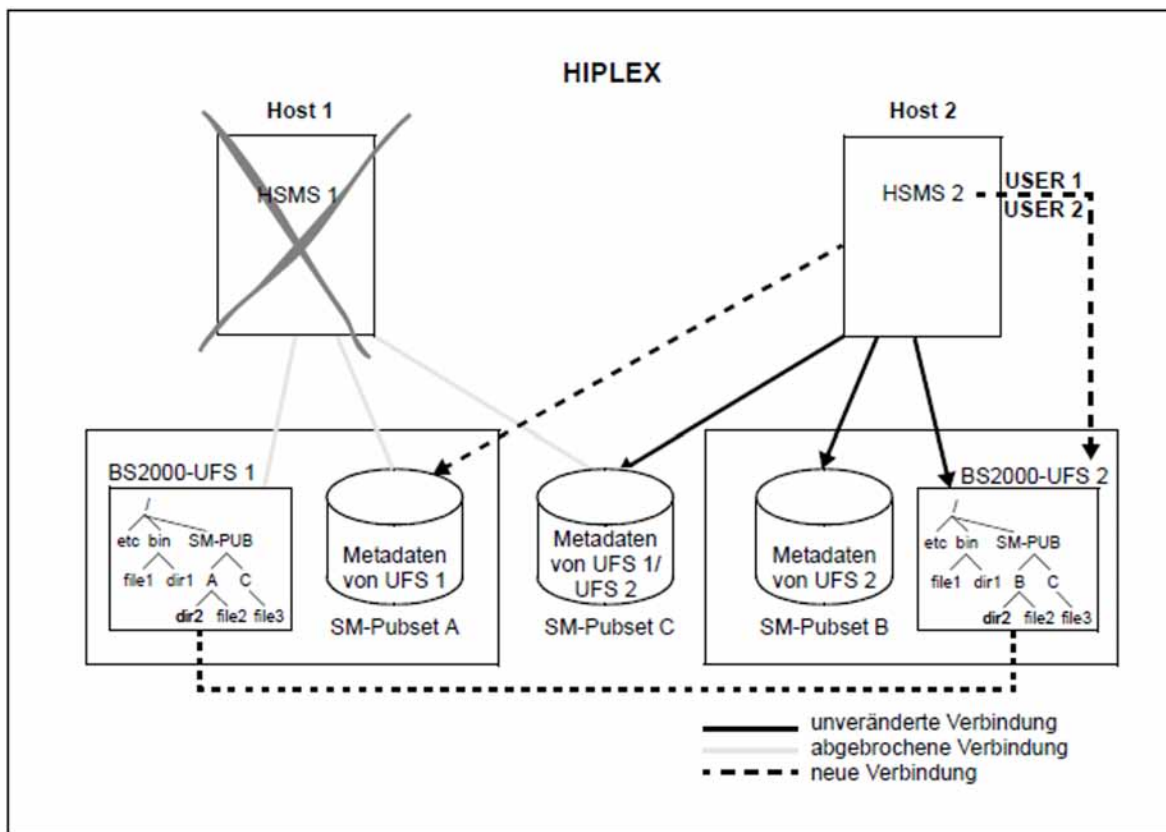 HIPLEX
Host 1
Host 2
HSMS 1
HSMS 2
USER 1
USER 2
BS2000-UFS 1
/
etc bin SM-PUB
file1 dir1 A C
dir2 file2 file3
Metadaten
von UFS 1
SM-Pubset A
Metadaten
von UFS 1/
UFS 2
SM-Pubset C
Metadaten
von UFS 2
SM-Pubset B
BS2000-UFS 2
/
etc bin SM-PUB
file1 dir1 B C
dir2 file2 file3
unveränderte Verbindung
abgebrochene Verbindung
neue Verbindung